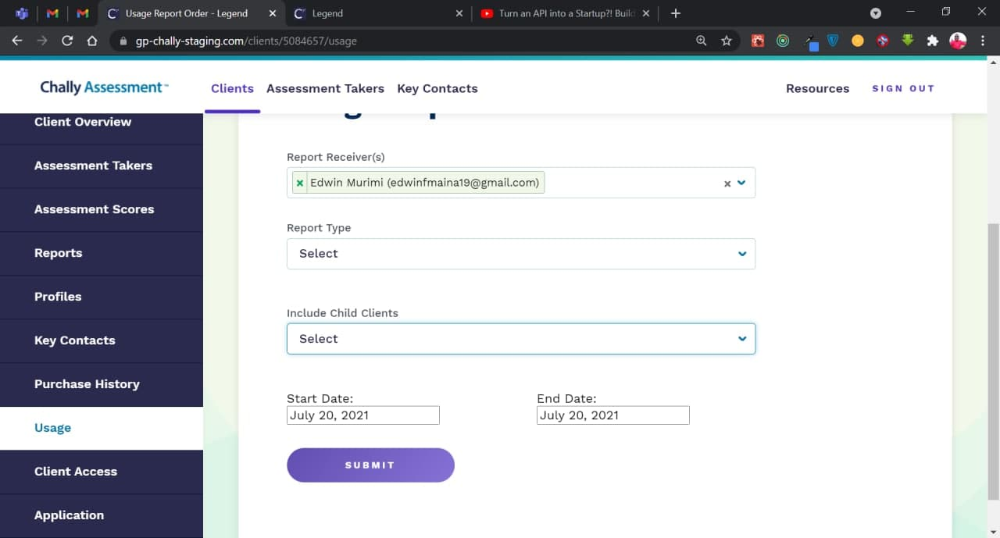 Usage Report Order - Legend
Legend
Turn an API into a Startup?! Build
gp-chally-staging.com/clients/5084657/usage
Chally Assessment™
Clients
Assessment Takers
Key Contacts
Resources
SIGN OUT
Client Overview
Assessment Takers
Assessment Scores
Reports
Profiles
Key Contacts
Purchase History
Usage
Client Access
Application
Report Receiver(s)
× Edwin Murimi (edwinfmaina19@gmail.com) ×
Report Type
Select
Include Child Clients
Select
Start Date:
July 20, 2021
End Date:
July 20, 2021
SUBMIT